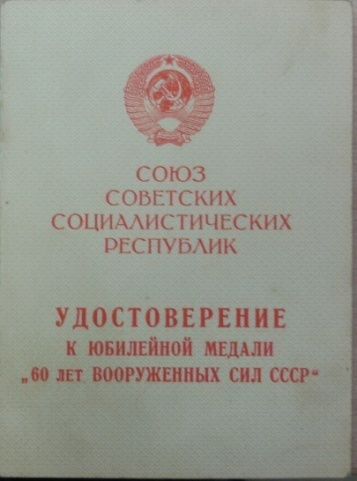 СОЮЗ
СОВЕТСКИХ
СОЦИАЛИСТИЧЕСКИХ
РЕСПУБЛИК
УДОСТОВЕРЕНИЕ
К ЮБИЛЕЙНОЙ МЕДАЛИ
„60 ЛЕТ ВООРУЖЕННЫХ СИЛ СССР“